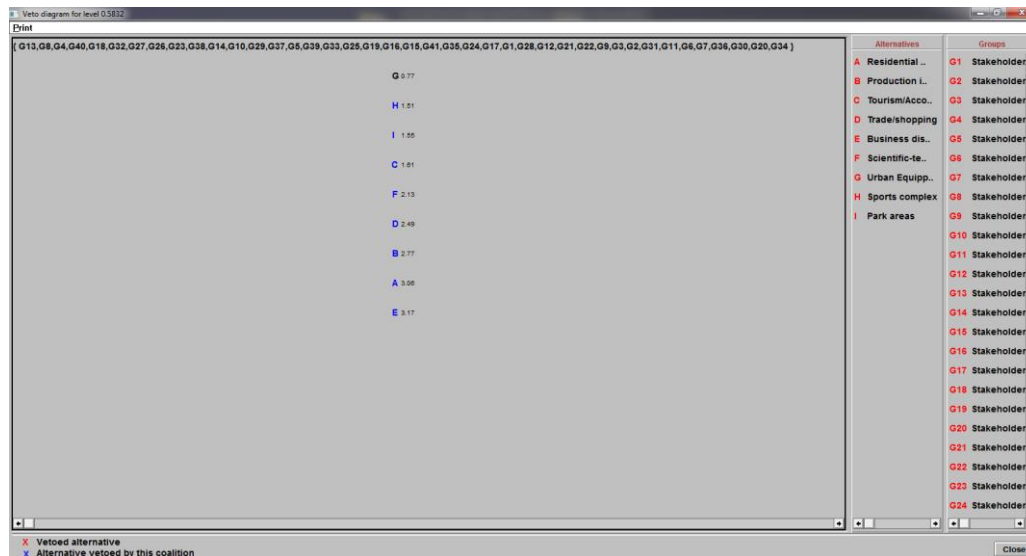 Veto diagram for level 0.5832
Print
{ G13,G8,G4,G40,G18,G32,G27,G26,G23,G38,G14,G10,G29,G37,G5,G39,G33,G25,G19,G16,G15,G41,G35,G24,G17,G1,G28,G12,G21,G22,G9,G3,G2,G31,G11,G6,G7,G36,G30,G20,G34 }
G 0.77
H 1.51
I 1.56
C 1.61
F 2.13
D 2.49
B 2.77
A 3.06
E 3.17
Alternatives
A Residential ..
B Production i..
C Tourism/Acco..
D Trade/shopping
E Business dis..
F Scientific-te..
G Urban Equipp..
H Sports complex
I Park areas
Groups
G1 Stakeholder
G2 Stakeholder
G3 Stakeholder
G4 Stakeholder
G5 Stakeholder
G6 Stakeholder
G7 Stakeholder
G8 Stakeholder
G9 Stakeholder
G10 Stakeholder
G11 Stakeholder
G12 Stakeholder
G13 Stakeholder
G14 Stakeholder
G15 Stakeholder
G16 Stakeholder
G17 Stakeholder
G18 Stakeholder
G19 Stakeholder
G20 Stakeholder
G21 Stakeholder
G22 Stakeholder
G23 Stakeholder
G24 Stakeholder
X Vetoed alternative
X Alternative vetoed by this coalition
Close